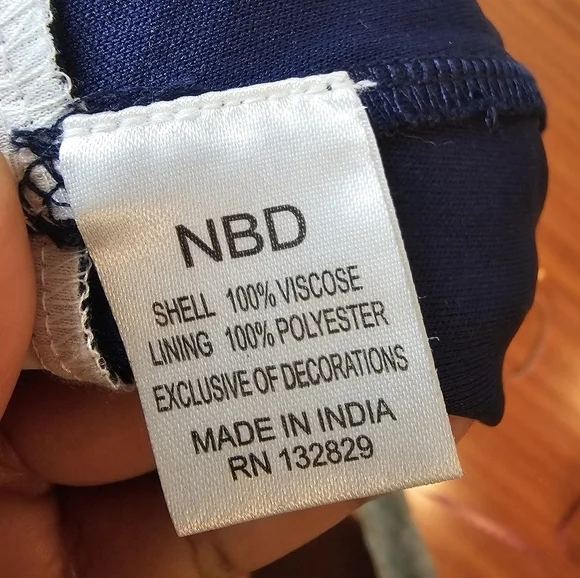 NBD
SHELL 100% VISCOSE
LINING 100% POLYESTER
EXCLUSIVE OF DECORATIONS
MADE IN INDIA
RN 132829